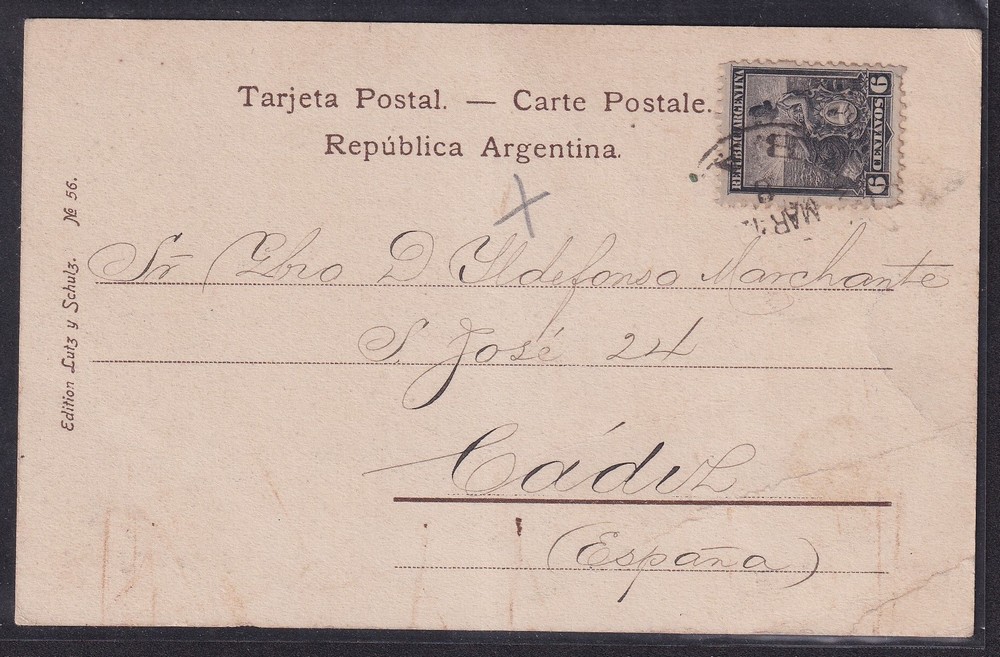 Tarjeta Postal. — Carte Postale.
República Argentina.
REPUBLICA ARGENTINA
6 CENTAVOS 6
MAR
Edition Lutz y Schulz. № 56.
Sr D Ildefonso Marchante
S. José 24
Cádiz
(España)